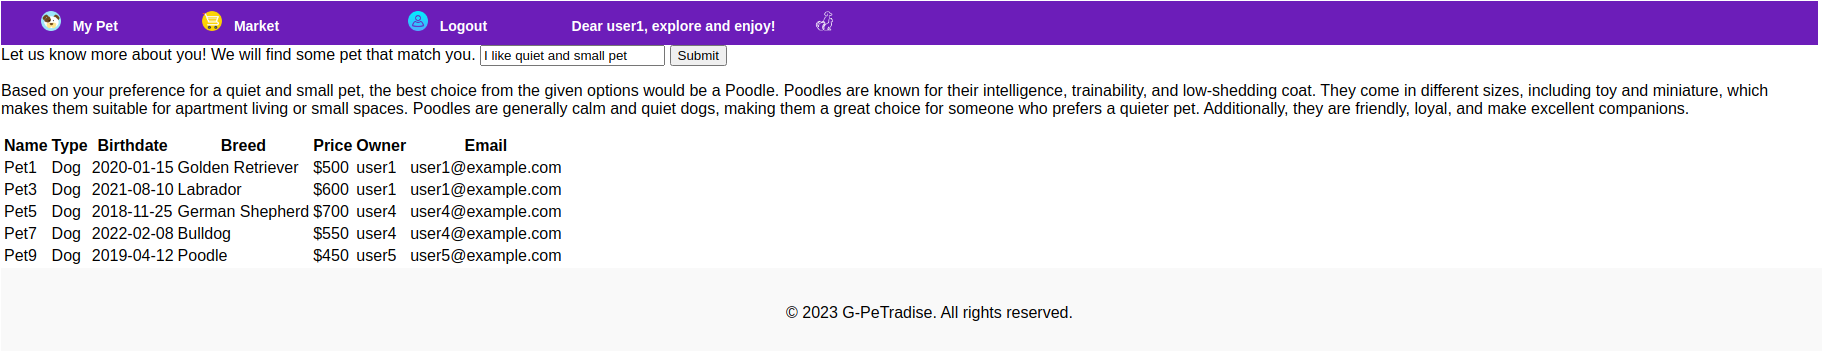 My Pet Market Logout Dear user1, explore and enjoy!
Let us know more about you! We will find some pet that match you. I like quiet and small pet Submit
Based on your preference for a quiet and small pet, the best choice from the given options would be a Poodle. Poodles are known for their intelligence, trainability, and low-shedding coat. They come in different sizes, including toy and miniature, which
makes them suitable for apartment living or small spaces. Poodles are generally calm and quiet dogs, making them a great choice for someone who prefers a quieter pet. Additionally, they are friendly, loyal, and make excellent companions.
Name Type Birthdate Breed Price Owner Email
Pet1 Dog 2020-01-15 Golden Retriever $500 user1 user1@example.com
Pet3 Dog 2021-08-10 Labrador $600 user1 user1@example.com
Pet5 Dog 2018-11-25 German Shepherd $700 user4 user4@example.com
Pet7 Dog 2022-02-08 Bulldog $550 user4 user4@example.com
Pet9 Dog 2019-04-12 Poodle $450 user5 user5@example.com
© 2023 G-PeTradise. All rights reserved.